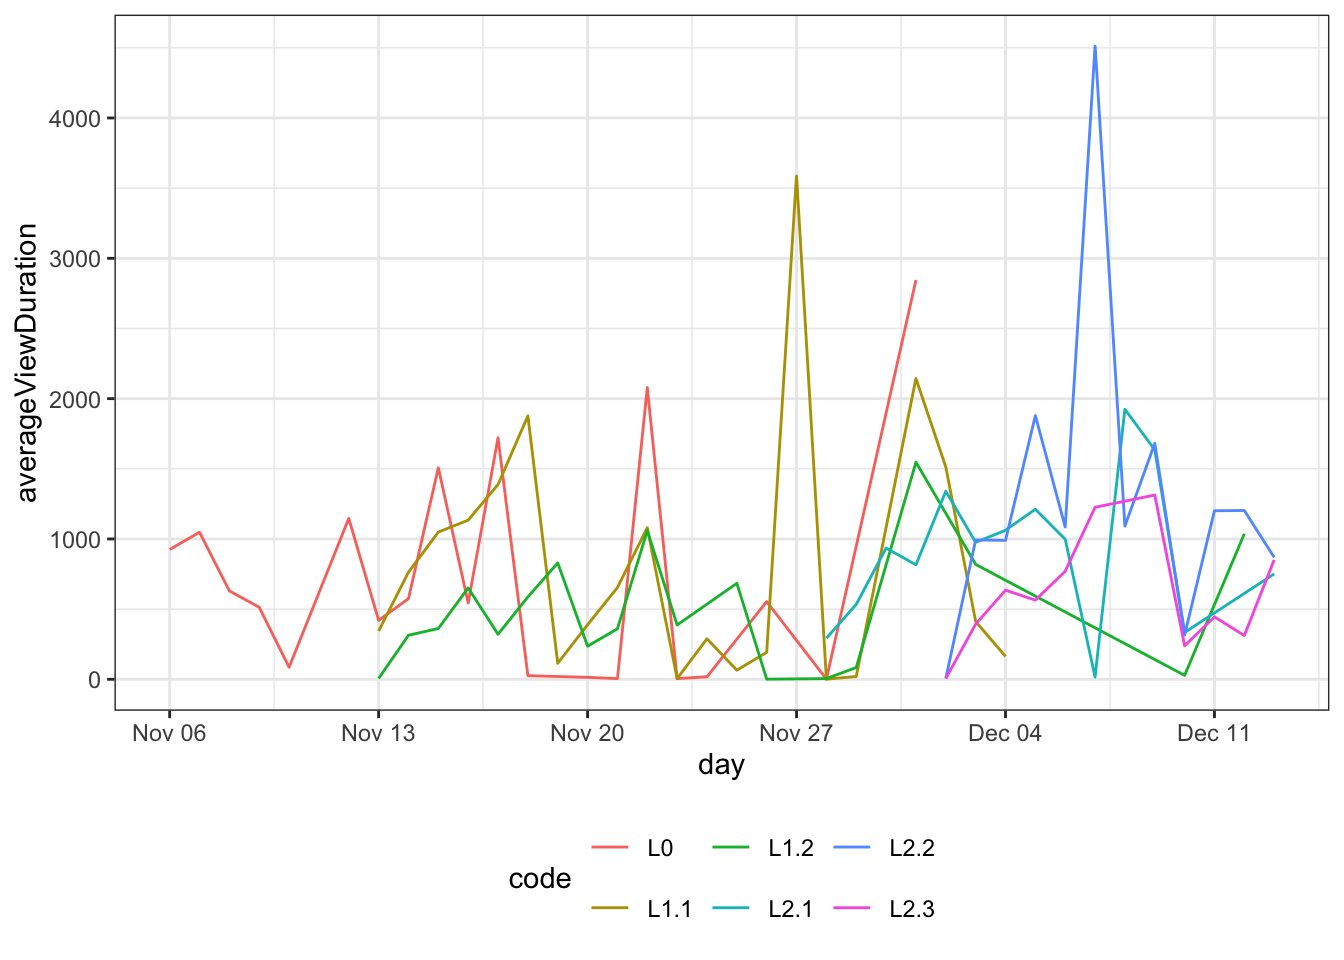 averageViewDuration
4000
3000
2000
1000
0
Nov 06 Nov 13 Nov 20 Nov 27 Dec 04 Dec 11
day
code
L0 L1.2 L2.2
L1.1 L2.1 L2.3